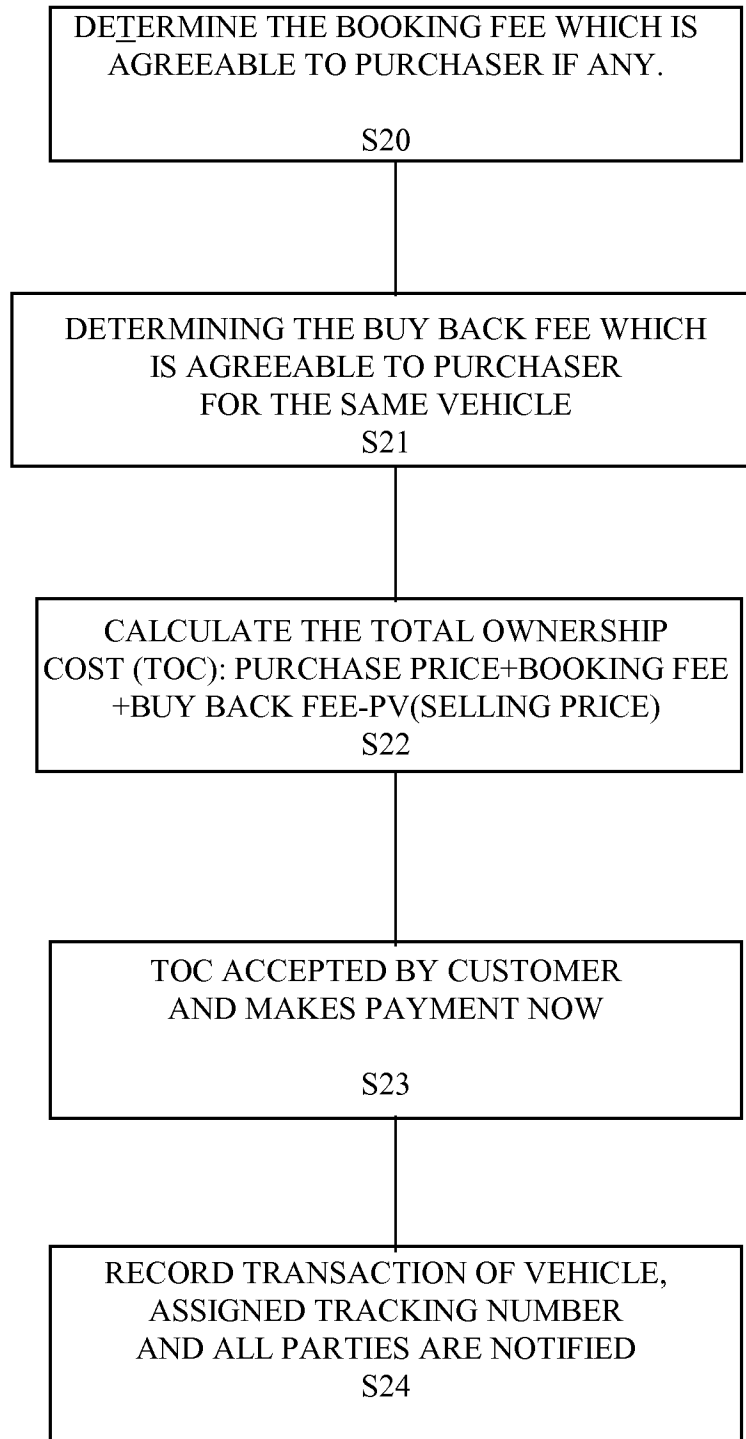 DETERMINE THE BOOKING FEE WHICH IS
AGREEABLE TO PURCHASER IF ANY.
S20
DETERMINING THE BUY BACK FEE WHICH
IS AGREEABLE TO PURCHASER
FOR THE SAME VEHICLE
S21
CALCULATE THE TOTAL OWNERSHIP
COST (TOC): PURCHASE PRICE+BOOKING FEE
+BUY BACK FEE-PV(SELLING PRICE)
S22
TOC ACCEPTED BY CUSTOMER
AND MAKES PAYMENT NOW
S23
RECORD TRANSACTION OF VEHICLE,
ASSIGNED TRACKING NUMBER
AND ALL PARTIES ARE NOTIFIED
S24